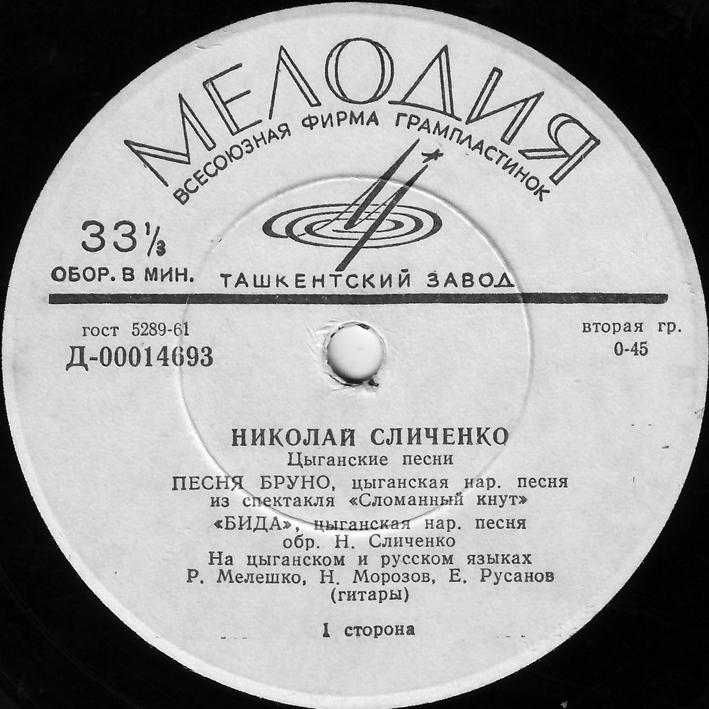 МЕЛОДИЯ
ВСЕСОЮЗНАЯ ФИРМА ГРАМПЛАСТИНОК
33⅓
ОБОР. В МИН.
ТАШКЕНТСКИЙ ЗАВОД
гост 5289-61
вторая гр.
Д-00014693
0-45
НИКОЛАЙ СЛИЧЕНКО
Цыганские песни
ПЕСНЯ БРУНО, цыганская нар. песня
из спектакля «Сломанный кнут»
«БИДА», цыганская нар. песня
обр. Н. Сличенко
На цыганском и русском языках
Р. Мелешко, Н. Морозов, Е. Русанов
(гитары)
I сторона